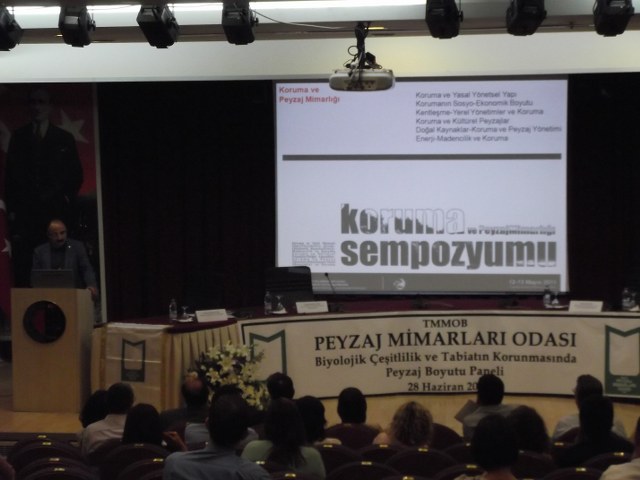 Koruma ve
Peyzaj Mimarlığı
Koruma ve Yasal Yönetsel Yapı
Korumanın Sosyo-Ekonomik Boyutu
Kentleşme-Yerel Yönetimler ve Koruma
Koruma ve Kültürel Peyzajlar
Doğal Kaynaklar-Koruma ve Peyzaj Yönetimi
Enerji-Madencilik ve Koruma
koruma ve PeyzajMimarlığı
sempozyumu
TMMOB
PEYZAJ MİMARLARI ODASI
Biyolojik Çeşitlilik ve Tabiatın Korunmasında
Peyzaj Boyutu Paneli
28 Haziran